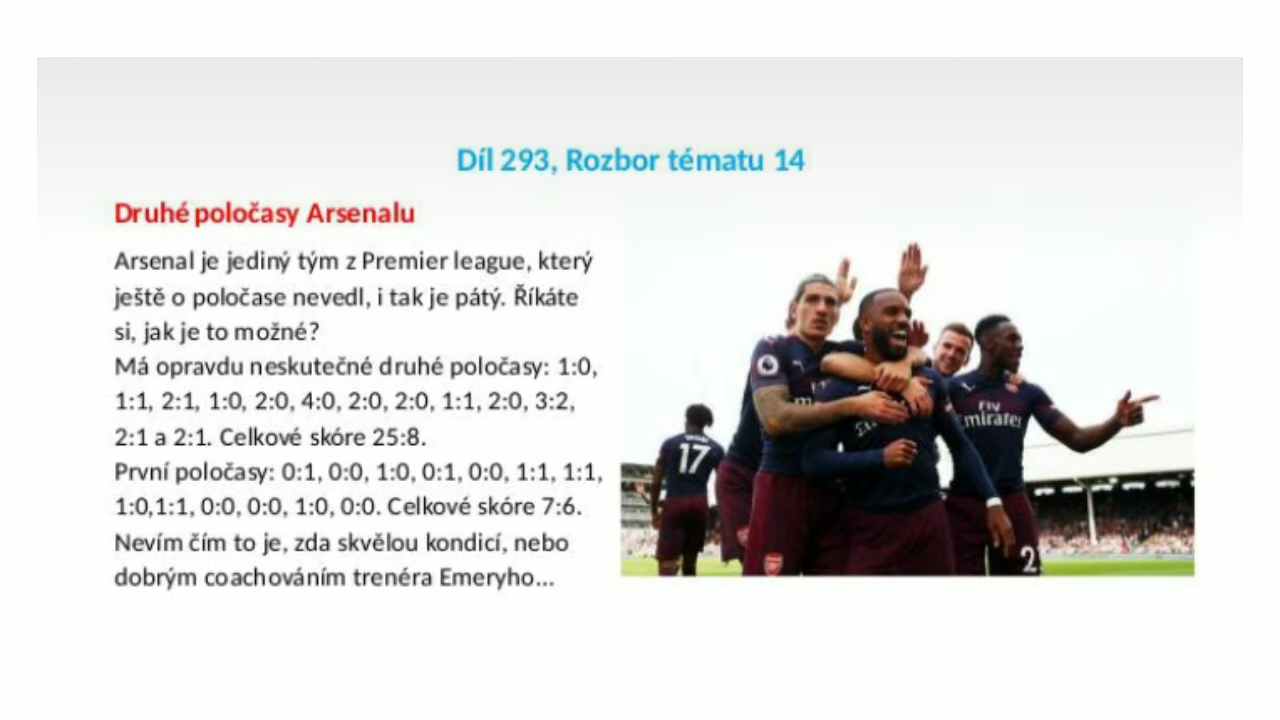 Díl 293, Rozbor tématu 14
Druhé poločasy Arsenalu
Arsenal je jediný tým z Premier league, který
ještě o poločase nevedl, i tak je pátý. Říkáte
si, jak je to možné?
Má opravdu neskutečné druhé poločasy: 1:0,
1:1, 2:1, 1:0, 2:0, 4:0, 2:0, 2:0, 1:1, 2:0, 3:2,
2:1 a 2:1. Celkové skóre 25:8.
První poločasy: 0:1, 0:0, 1:0, 0:1, 0:0, 1:1, 1:1,
1:0,1:1, 0:0, 0:0, 1:0, 0:0. Celkové skóre 7:6.
Nevím čím to je, zda skvělou kondicí, nebo
dobrým coachováním trenéra Emeryho...
17
Fly
Emirates
2